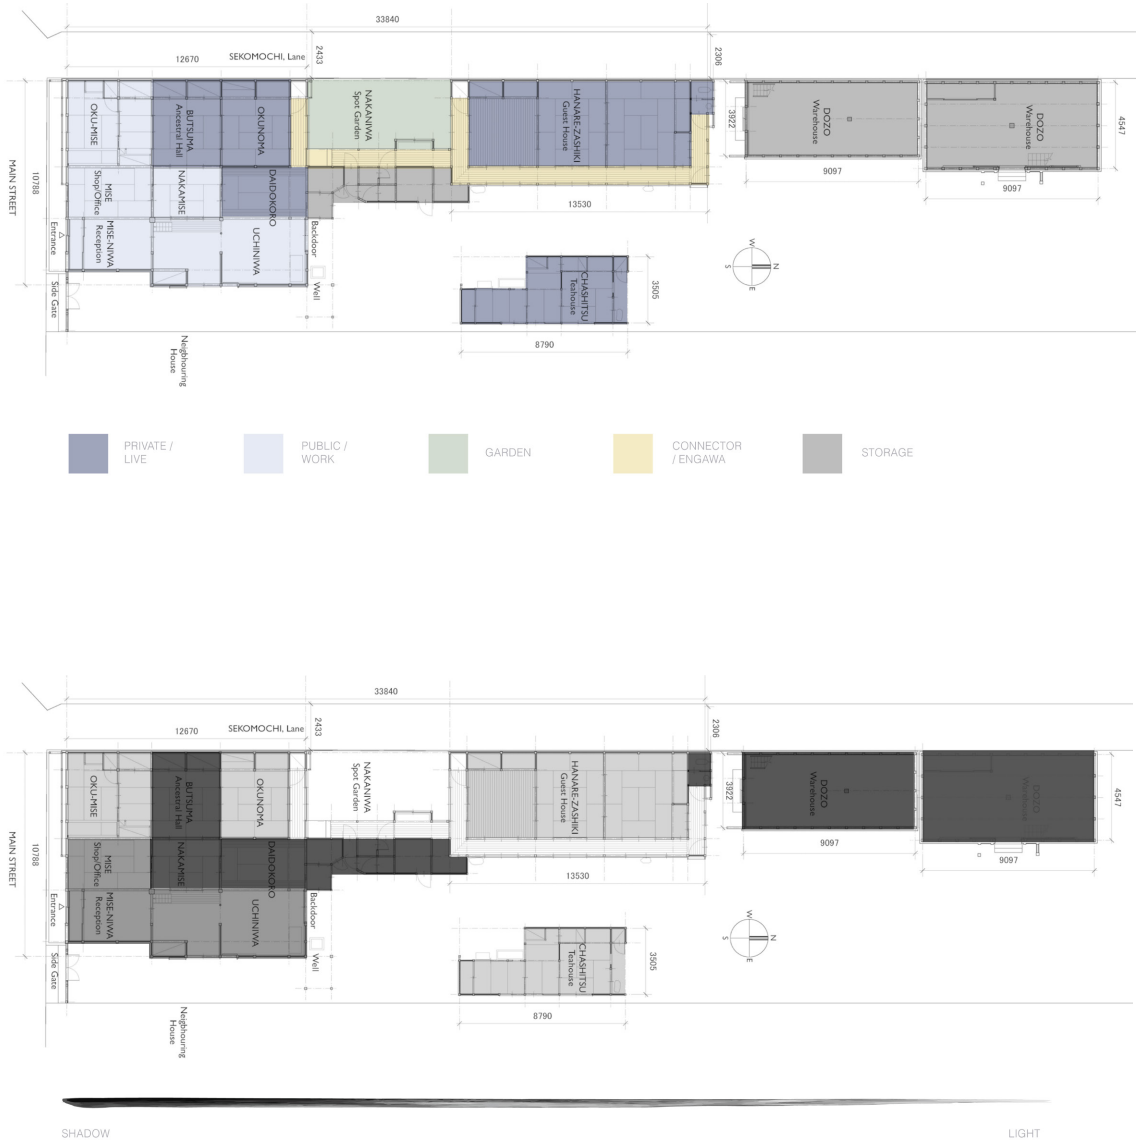 33840
12670
SEKOMOCHI, Lane
2433
2306
OKU-MISE
BUTSUMA
Ancestral Hall
OKUNOMA
NAKANIWA
Spot Garden
HANARE-ZASHIKI
Guest House
3922
DOZO
Warehouse
DOZO
Warehouse
4547
MAIN STREET
10788
MISE
Shop/Office
NAKAMISE
DAIDOKORO
9097
9097
13530
Entrance
MISE-NIWA
Reception
UCHINIWA
Backdoor
W
N
S
E
CHASHITSU
Teahouse
3505
Side Gate
Well
8790
Neigbhouring
House
PRIVATE /
LIVE
PUBLIC /
WORK
GARDEN
CONNECTOR
/ ENGAWA
STORAGE
33840
12670
SEKOMOCHI, Lane
2433
2306
OKU-MISE
BUTSUMA
Ancestral Hall
OKUNOMA
NAKANIWA
Spot Garden
HANARE-ZASHIKI
Guest House
3922
DOZO
Warehouse
DOZO
Warehouse
4547
MAIN STREET
10788
MISE
Shop/Office
NAKAMISE
DAIDOKORO
9097
9097
13530
Entrance
MISE-NIWA
Reception
UCHINIWA
Backdoor
W
N
S
E
CHASHITSU
Teahouse
3505
Side Gate
Well
8790
Neigbhouring
House
SHADOW
LIGHT